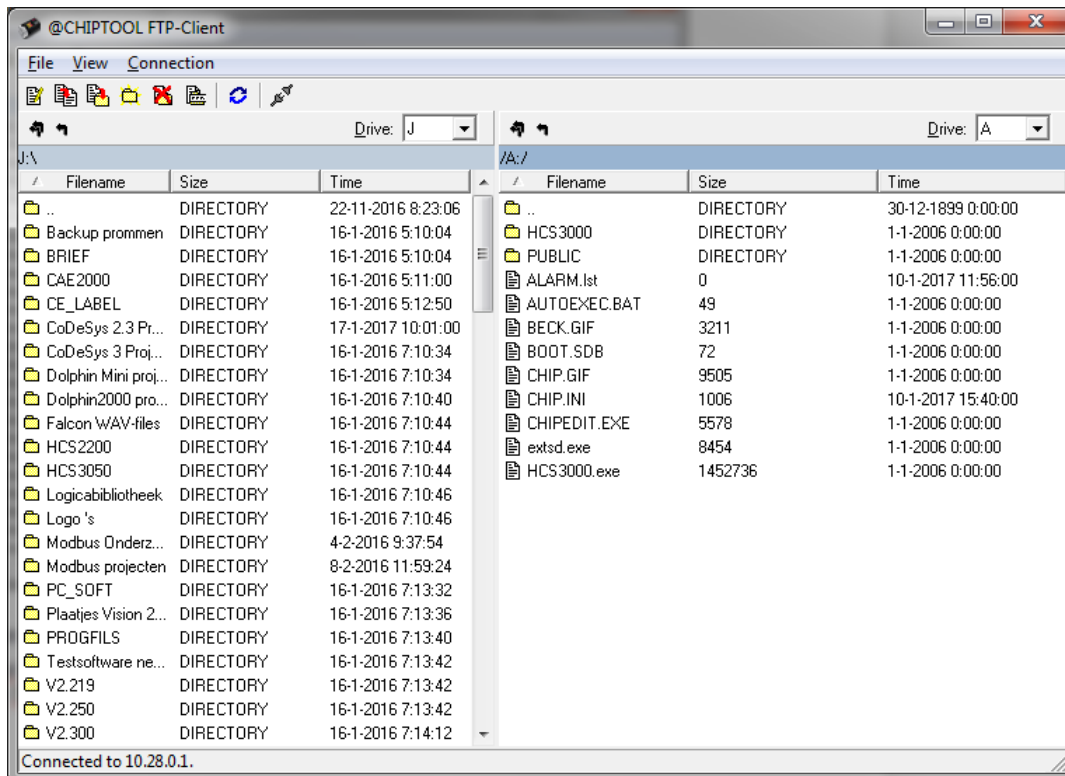 @CHIPTOOL FTP-Client
File View Connection
Drive: J
Drive: A
J:\
/A:/
Filename Size Time
Filename Size Time
.. DIRECTORY 22-11-2016 8:23:06
Backup prommen DIRECTORY 16-1-2016 5:10:04
BRIEF DIRECTORY 16-1-2016 5:10:04
CAE2000 DIRECTORY 16-1-2016 5:11:00
CE_LABEL DIRECTORY 16-1-2016 5:12:50
CoDeSys 2.3 Pr... DIRECTORY 17-1-2017 10:01:00
CoDeSys 3 Proj... DIRECTORY 16-1-2016 7:10:34
Dolphin Mini proj... DIRECTORY 16-1-2016 7:10:34
Dolphin2000 pro... DIRECTORY 16-1-2016 7:10:40
Falcon WAV-files DIRECTORY 16-1-2016 7:10:44
HCS2200 DIRECTORY 16-1-2016 7:10:44
HCS3050 DIRECTORY 16-1-2016 7:10:44
Logicabibliotheek DIRECTORY 16-1-2016 7:10:46
Logo 's DIRECTORY 16-1-2016 7:10:46
Modbus Onderz... DIRECTORY 4-2-2016 9:37:54
Modbus projecten DIRECTORY 8-2-2016 11:59:24
PC_SOFT DIRECTORY 16-1-2016 7:13:32
Plaatjes Vision 2... DIRECTORY 16-1-2016 7:13:36
PROGFILS DIRECTORY 16-1-2016 7:13:40
Testsoftware ne... DIRECTORY 16-1-2016 7:13:42
V2.219 DIRECTORY 16-1-2016 7:13:42
V2.250 DIRECTORY 16-1-2016 7:13:42
V2.300 DIRECTORY 16-1-2016 7:14:12
.. DIRECTORY 30-12-1899 0:00:00
HCS3000 DIRECTORY 1-1-2006 0:00:00
PUBLIC DIRECTORY 1-1-2006 0:00:00
ALARM.lst 0 10-1-2017 11:56:00
AUTOEXEC.BAT 49 1-1-2006 0:00:00
BECK.GIF 3211 1-1-2006 0:00:00
BOOT.SDB 72 1-1-2006 0:00:00
CHIP.GIF 9505 1-1-2006 0:00:00
CHIP.INI 1006 10-1-2017 15:40:00
CHIPEDIT.EXE 5578 1-1-2006 0:00:00
extsd.exe 8454 1-1-2006 0:00:00
HCS3000.exe 1452736 1-1-2006 0:00:00
Connected to 10.28.0.1.